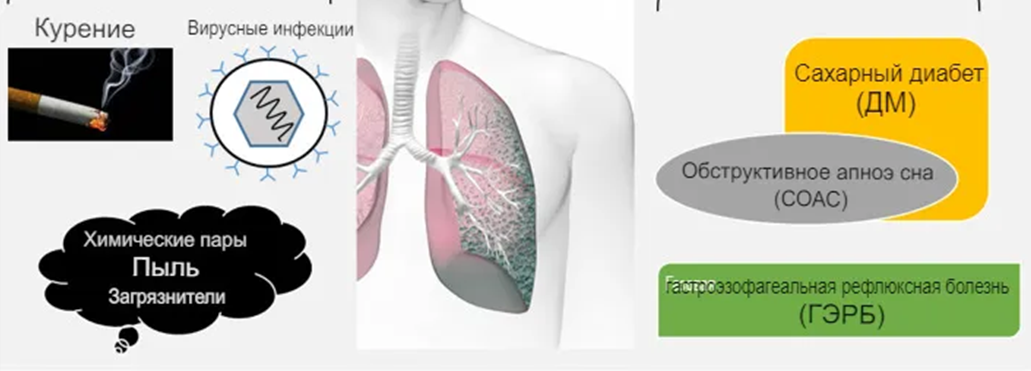 Курение
Вирусные инфекции
Химические пары
Пыль
Загрязнители
Сахарный диабет
(ДМ)
Обструктивное апноэ сна
(СОАС)
Гастроэзофагеальная рефлюксная болезнь
(ГЭРБ)